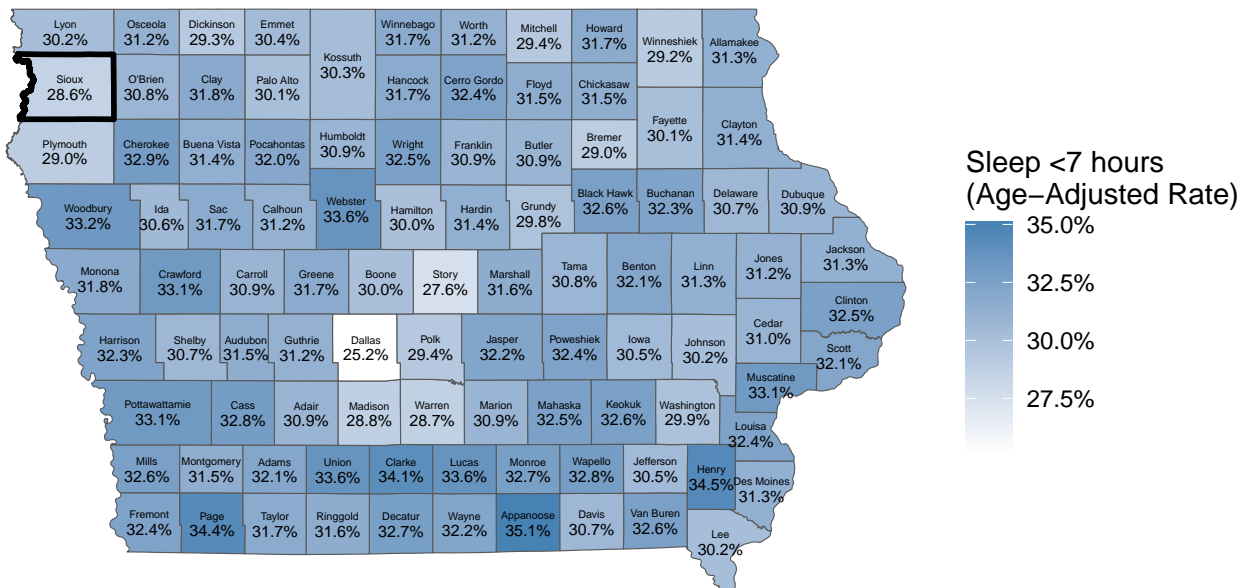 Lyon
30.2%
Osceola
31.2%
Dickinson
29.3%
Emmet
30.4%
Kossuth
30.3%
Winnebago
31.7%
Worth
31.2%
Mitchell
29.4%
Howard
31.7%
Winneshiek
29.2%
Allamakee
31.3%
Sioux
28.6%
O'Brien
30.8%
Clay
31.8%
Palo Alto
30.1%
Hancock
31.7%
Cerro Gordo
32.4%
Floyd
31.5%
Chickasaw
31.5%
Fayette
30.1%
Clayton
31.4%
Plymouth
29.0%
Cherokee
32.9%
Buena Vista
31.4%
Pocahontas
32.0%
Humboldt
30.9%
Wright
32.5%
Franklin
30.9%
Butler
30.9%
Bremer
29.0%
Woodbury
33.2%
Ida
30.6%
Sac
31.7%
Calhoun
31.2%
Webster
33.6%
Hamilton
30.0%
Hardin
31.4%
Grundy
29.8%
Black Hawk
32.6%
Buchanan
32.3%
Delaware
30.7%
Dubuque
30.9%
Monona
31.8%
Crawford
33.1%
Carroll
30.9%
Greene
31.7%
Boone
30.0%
Story
27.6%
Marshall
31.6%
Tama
30.8%
Benton
32.1%
Linn
31.3%
Jones
31.2%
Jackson
31.3%
Clinton
32.5%
Harrison
32.3%
Shelby
30.7%
Audubon
31.5%
Guthrie
31.2%
Dallas
25.2%
Polk
29.4%
Jasper
32.2%
Poweshiek
32.4%
Iowa
30.5%
Johnson
30.2%
Cedar
31.0%
Scott
32.1%
Muscatine
33.1%
Pottawattamie
33.1%
Cass
32.8%
Adair
30.9%
Madison
28.8%
Warren
28.7%
Marion
30.9%
Mahaska
32.5%
Keokuk
32.6%
Washington
29.9%
Louisa
32.4%
Mills
32.6%
Montgomery
31.5%
Adams
32.1%
Union
33.6%
Clarke
34.1%
Lucas
33.6%
Monroe
32.7%
Wapello
32.8%
Jefferson
30.5%
Henry
34.5%
Des Moines
31.3%
Fremont
32.4%
Page
34.4%
Taylor
31.7%
Ringgold
31.6%
Decatur
32.7%
Wayne
32.2%
Appanoose
35.1%
Davis
30.7%
Van Buren
32.6%
Lee
30.2%
Sleep <7 hours
(Age−Adjusted Rate)
35.0%
32.5%
30.0%
27.5%